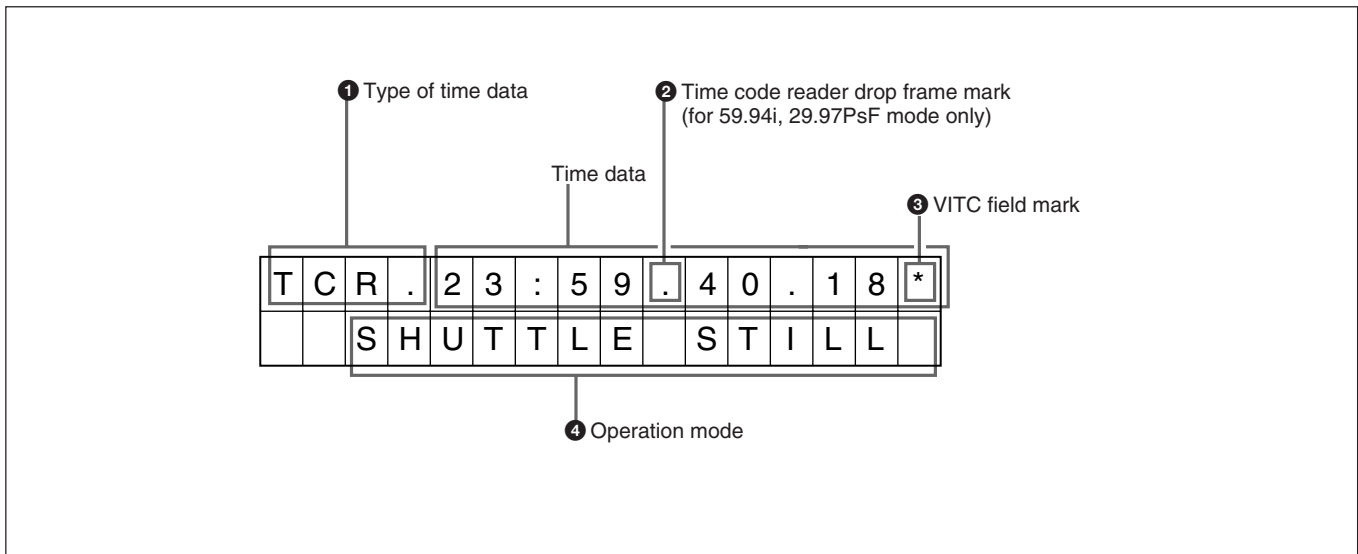 ❶ Type of time data
❷ Time code reader drop frame mark
(for 59.94i, 29.97PsF mode only)
Time data
❸ VITC field mark
TCR.23:59.40.18*
SHUTTLE STILL
❹ Operation mode